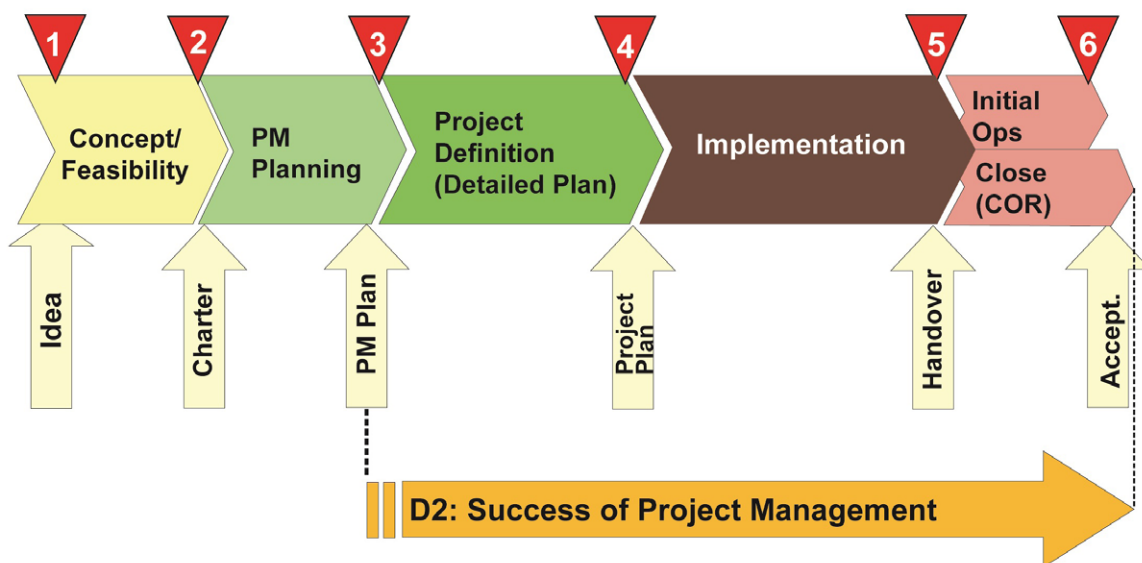 1
2
3
4
5
6
Concept/
Feasibility
PM
Planning
Project
Definition
(Detailed Plan)
Implementation
Initial
Ops
Close
(COR)
Idea
Charter
PM Plan
Project
Plan
Handover
Accept.
D2: Success of Project Management